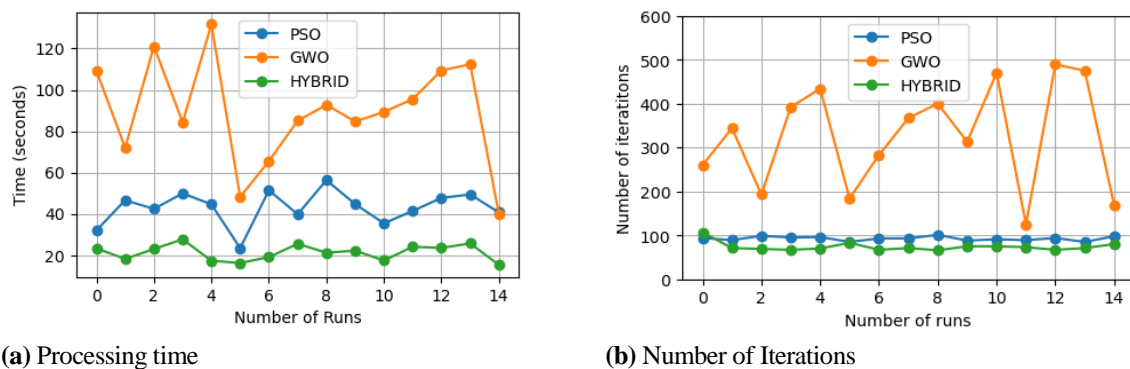 PSO
GWO
HYBRID
Time (seconds)
120
100
80
60
40
20
0 2 4 6 8 10 12 14
Number of Runs
(a) Processing time
PSO
GWO
HYBRID
Number of iterations
600
500
400
300
200
100
0
0 2 4 6 8 10 12 14
Number of runs
(b) Number of Iterations